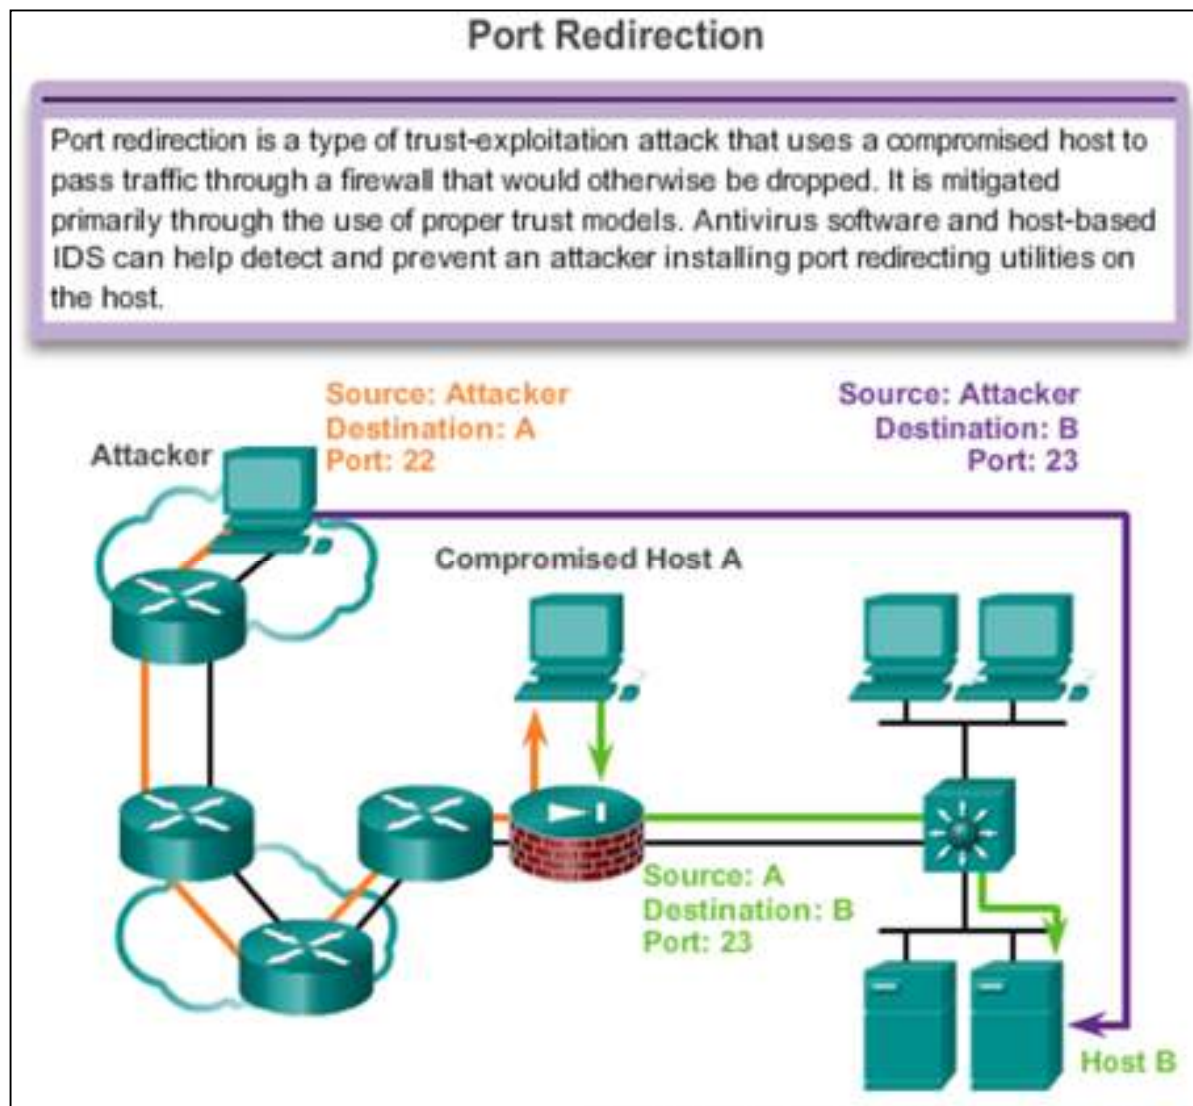 Port Redirection
Port redirection is a type of trust-exploitation attack that uses a compromised host to
pass traffic through a firewall that would otherwise be dropped. It is mitigated
primarily through the use of proper trust models. Antivirus software and host-based
IDS can help detect and prevent an attacker installing port redirecting utilities on
the host.
Source: Attacker
Destination: A
Port: 22
Source: Attacker
Destination: B
Port: 23
Attacker
Compromised Host A
Source: A
Destination: B
Port: 23
Host B